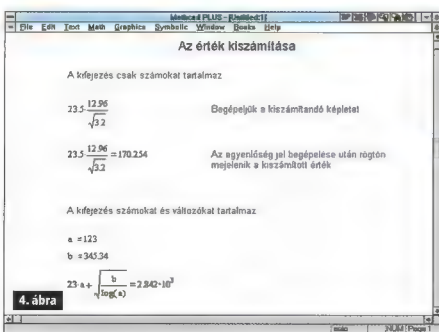 Mathcad PLUS - [Untitled:1]
File Edit Text Math Graphics Symbolic Window Books Help
Az érték kiszámítása
A kifejezés csak számokat tartalmaz
23.5·12.96/√3.2 Begépeljük a kiszámítandó képletet
23.5·12.96/√3.2 = 170.254 Az egyenlőség jel begépelése után rögtön
mejelenik a kiszámított érték
A kifejezés számokat és változókat tartalmaz
a =123
b =345.34
23·a + √(b/log(a)) = 2.842·10³
4. ábra
auto NUM Page 1